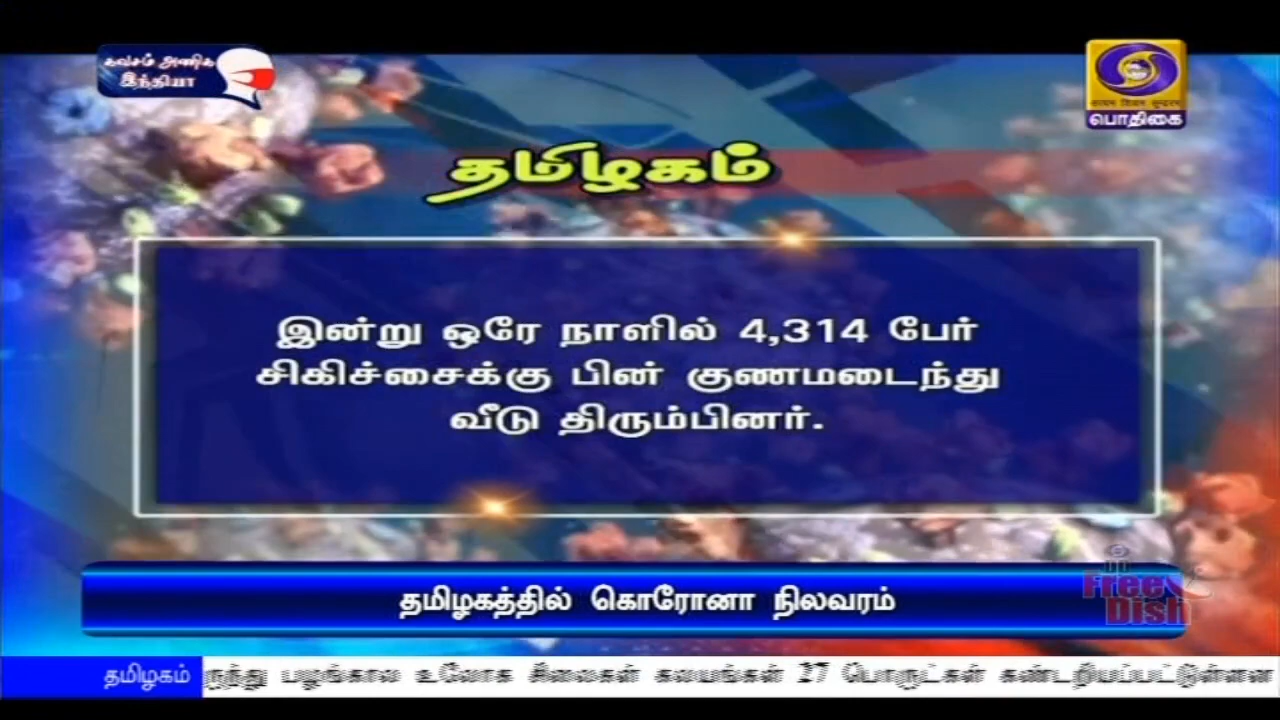 கவசம் அணிக
இந்தியா
பொதிகை
தமிழகம்
இன்று ஒரே நாளில் 4,314 பேர்
சிகிச்சைக்கு பின் குணமடைந்து
வீடு திரும்பினர்.
தமிழகத்தில் கொரோனா நிலவரம்
DD
Free
Dish
தமிழகம்
ருந்து பழங்கால உலோக சிலைகள் கலயங்கள் 27 பொருட்கள் கண்டறியப்பட்டுள்ளன